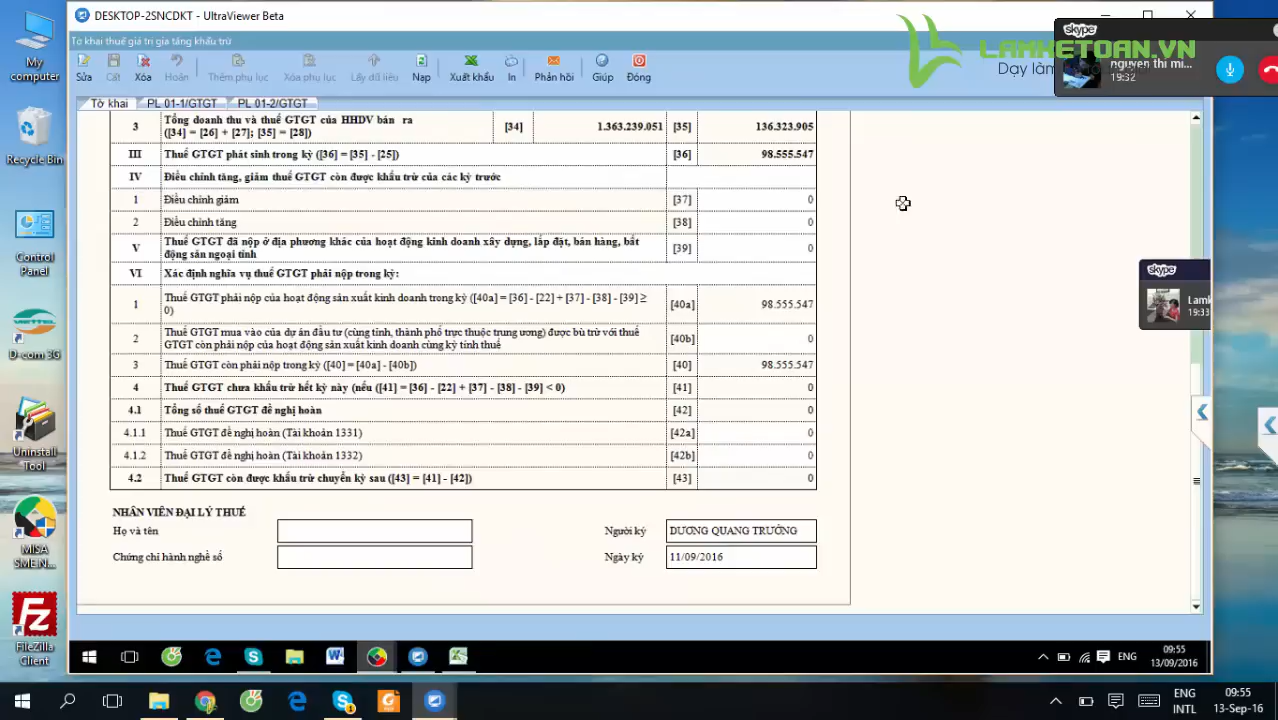 DESKTOP-2SNCDKT - UltraViewer Beta
My computer
Recycle Bin
Control Panel
D-com 3G
Uninstall Tool
MISA SME.N...
FileZilla Client
skype
LAMKETOAN.VN
Dạy làm
nguyen thi mi...
19:32
Tờ khai thuế giá trị gia tăng khấu trừ
Sửa Cất Xóa Hoãn Thêm phụ lục Xóa phụ lục Lấy dữ liệu Nạp Xuất khẩu In Phản hồi Giúp Đóng
Tờ khai PL 01-1/GTGT PL 01-2/GTGT
3 Tổng doanh thu và thuế GTGT của HHDV bán ra ([34] = [26] + [27]; [35] = [28]) [34] 1.363.239.051 [35] 136.323.905
III Thuế GTGT phát sinh trong kỳ ([36] = [35] - [25]) [36] 98.555.547
IV Điều chỉnh tăng, giảm thuế GTGT còn được khấu trừ của các kỳ trước
1 Điều chỉnh giảm [37] 0
2 Điều chỉnh tăng [38] 0
V Thuế GTGT đã nộp ở địa phương khác của hoạt động kinh doanh xây dựng, lắp đặt, bán hàng, bất động sản ngoại tỉnh [39] 0
VI Xác định nghĩa vụ thuế GTGT phải nộp trong kỳ:
1 Thuế GTGT phải nộp của hoạt động sản xuất kinh doanh trong kỳ ([40a] = [36] - [22] + [37] - [38] - [39] ≥ 0) [40a] 98.555.547
2 Thuế GTGT mua vào của dự án đầu tư (cùng tỉnh, thành phố trực thuộc trung ương) được bù trừ với thuế GTGT còn phải nộp của hoạt động sản xuất kinh doanh cùng kỳ tính thuế [40b] 0
3 Thuế GTGT còn phải nộp trong kỳ ([40] = [40a] - [40b]) [40] 98.555.547
4 Thuế GTGT chưa khấu trừ hết kỳ này (nếu ([41] = [36] - [22] + [37] - [38] - [39] < 0) [41] 0
4.1 Tổng số thuế GTGT đề nghị hoàn [42] 0
4.1.1 Thuế GTGT đề nghị hoàn (Tài khoản 1331) [42a] 0
4.1.2 Thuế GTGT đề nghị hoàn (Tài khoản 1332) [42b] 0
4.2 Thuế GTGT còn được khấu trừ chuyển kỳ sau ([43] = [41] - [42]) [43] 0
NHÂN VIÊN ĐẠI LÝ THUẾ
Họ và tên Người ký DƯƠNG QUANG TRƯỜNG
Chứng chỉ hành nghề số Ngày ký 11/09/2016
skype
Lamk
19:33
ENG 09:55
13/09/2016
ENG 09:55
INTL 13-Sep-16